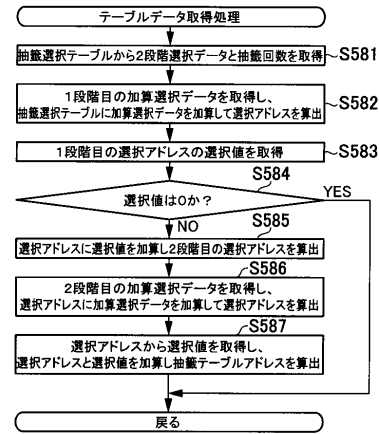 テーブルデータ取得処理
抽籤選択テーブルから2段階選択データと抽籤回数を取得
S581
1段階目の加算選択データを取得し、
抽籤選択テーブルに加算選択データを加算して選択アドレスを算出
S582
1段階目の選択アドレスの選択値を取得
S583
S584
選択値は0か?
YES
NO
S585
選択アドレスに選択値を加算し2段階目の選択アドレスを算出
S586
2段階目の加算選択データを取得し、
選択アドレスに加算選択データを加算して選択アドレスを算出
S587
選択アドレスから選択値を取得し、
選択アドレスと選択値を加算し抽籤テーブルアドレスを算出
戻る